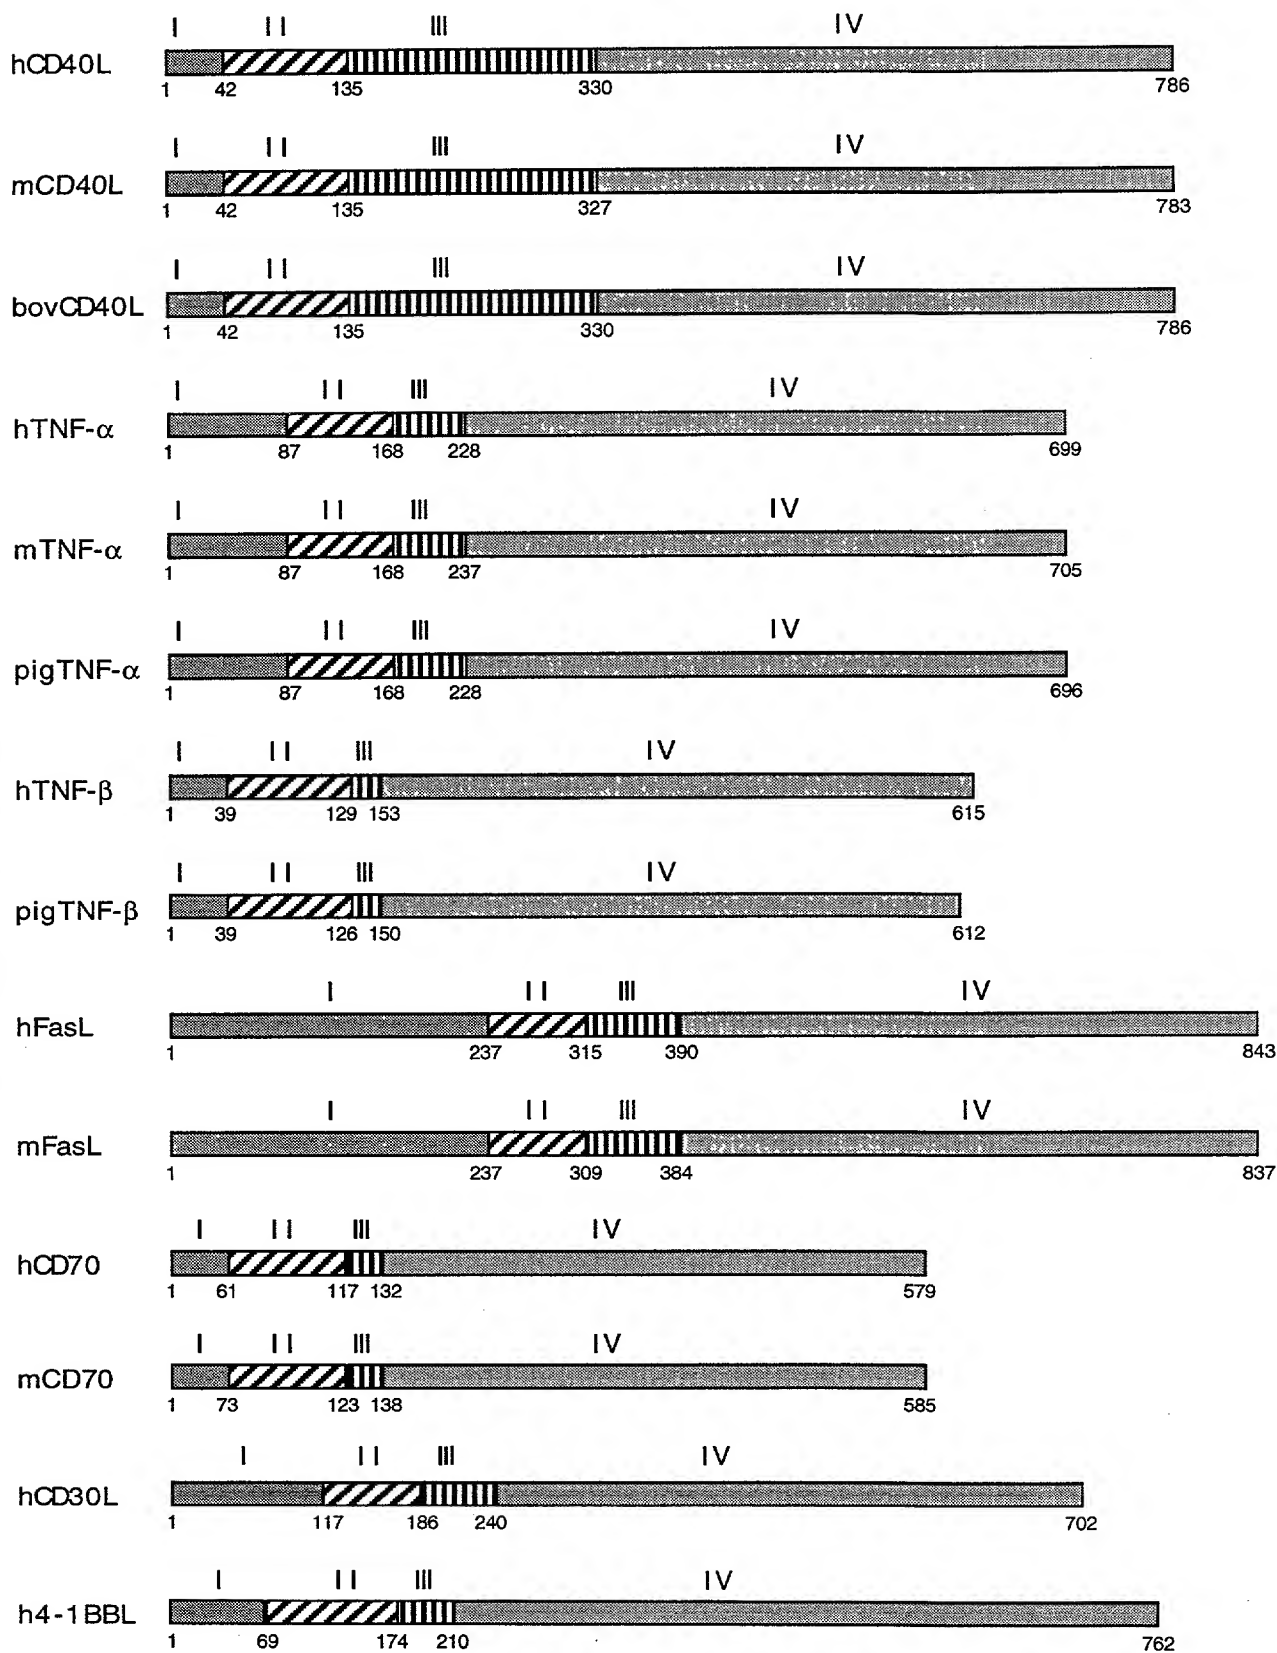 I II III IV
hCD40L
1 42 135 330 786
I II III IV
mCD40L
1 42 135 327 783
I II III IV
bovCD40L
1 42 135 330 786
I II III IV
hTNF-α
1 87 168 228 699
I II III IV
mTNF-α
1 87 168 237 705
I II III IV
pigTNF-α
1 87 168 228 696
I II III IV
hTNF-β
1 39 129 153 615
I II III IV
pigTNF-β
1 39 126 150 612
I II III IV
hFasL
1 237 315 390 843
I II III IV
mFasL
1 237 309 384 837
I II III IV
hCD70
1 61 117 132 579
I II III IV
mCD70
1 73 123 138 585
I II III IV
hCD30L
1 117 186 240 702
I II III IV
h4-1BBL
1 69 174 210 762